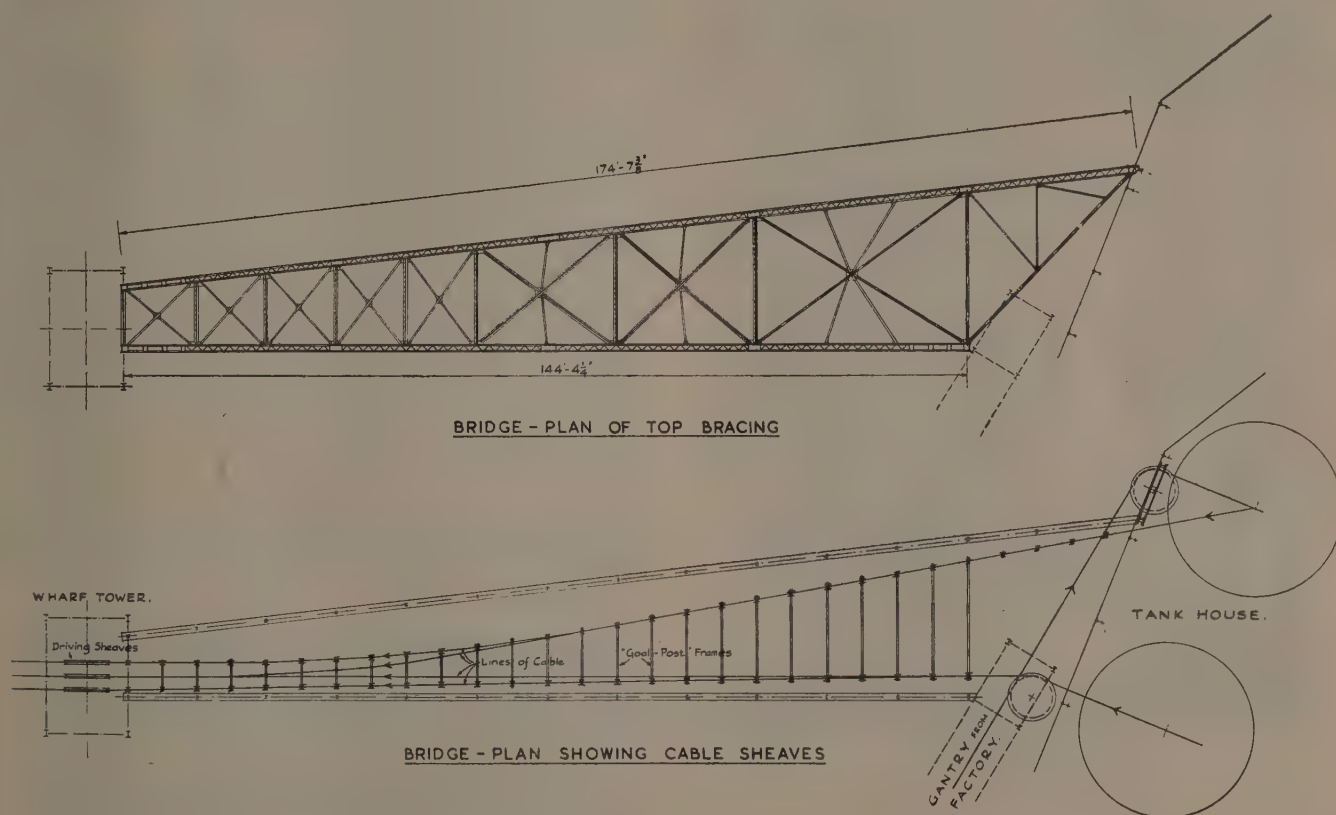 174'-7 3/8"
144'-4 1/4"
BRIDGE - PLAN OF TOP BRACING
WHARF TOWER.
Driving Sheaves
Lines of Cable
"Goal-Post" Frames
TANK HOUSE.
GANTRY FROM
FACTORY.
BRIDGE - PLAN SHOWING CABLE SHEAVES